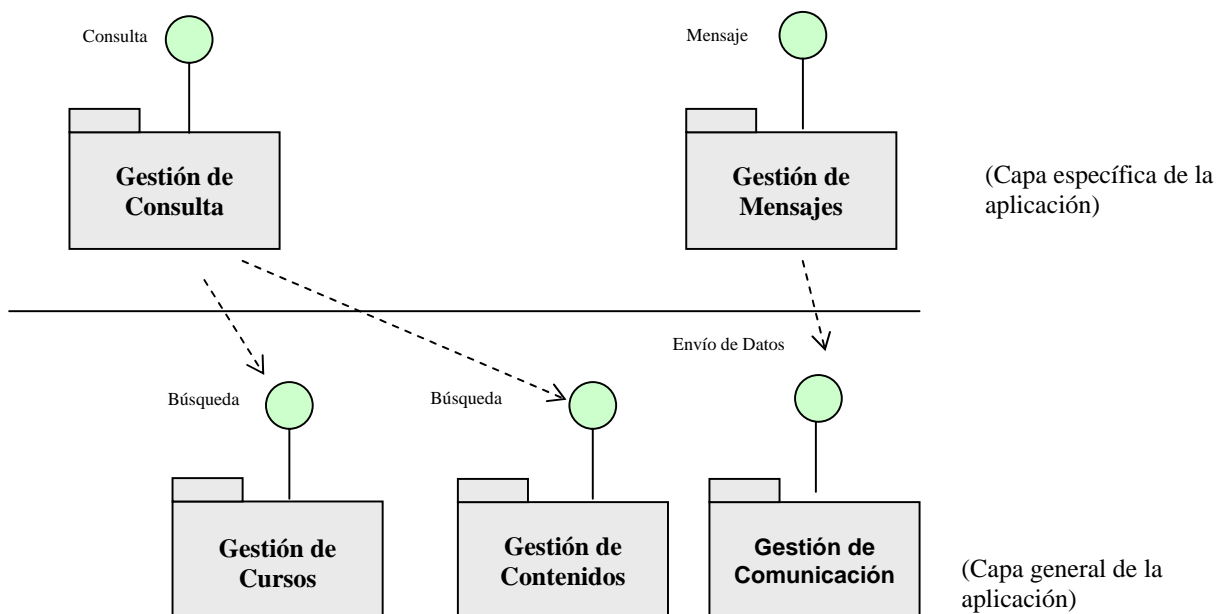 Consulta
Mensaje
Gestión de
Consulta
Gestión de
Mensajes
(Capa específica de la
aplicación)
Envío de Datos
Búsqueda
Búsqueda
Gestión de
Cursos
Gestión de
Contenidos
Gestión de
Comunicación
(Capa general de la
aplicación)